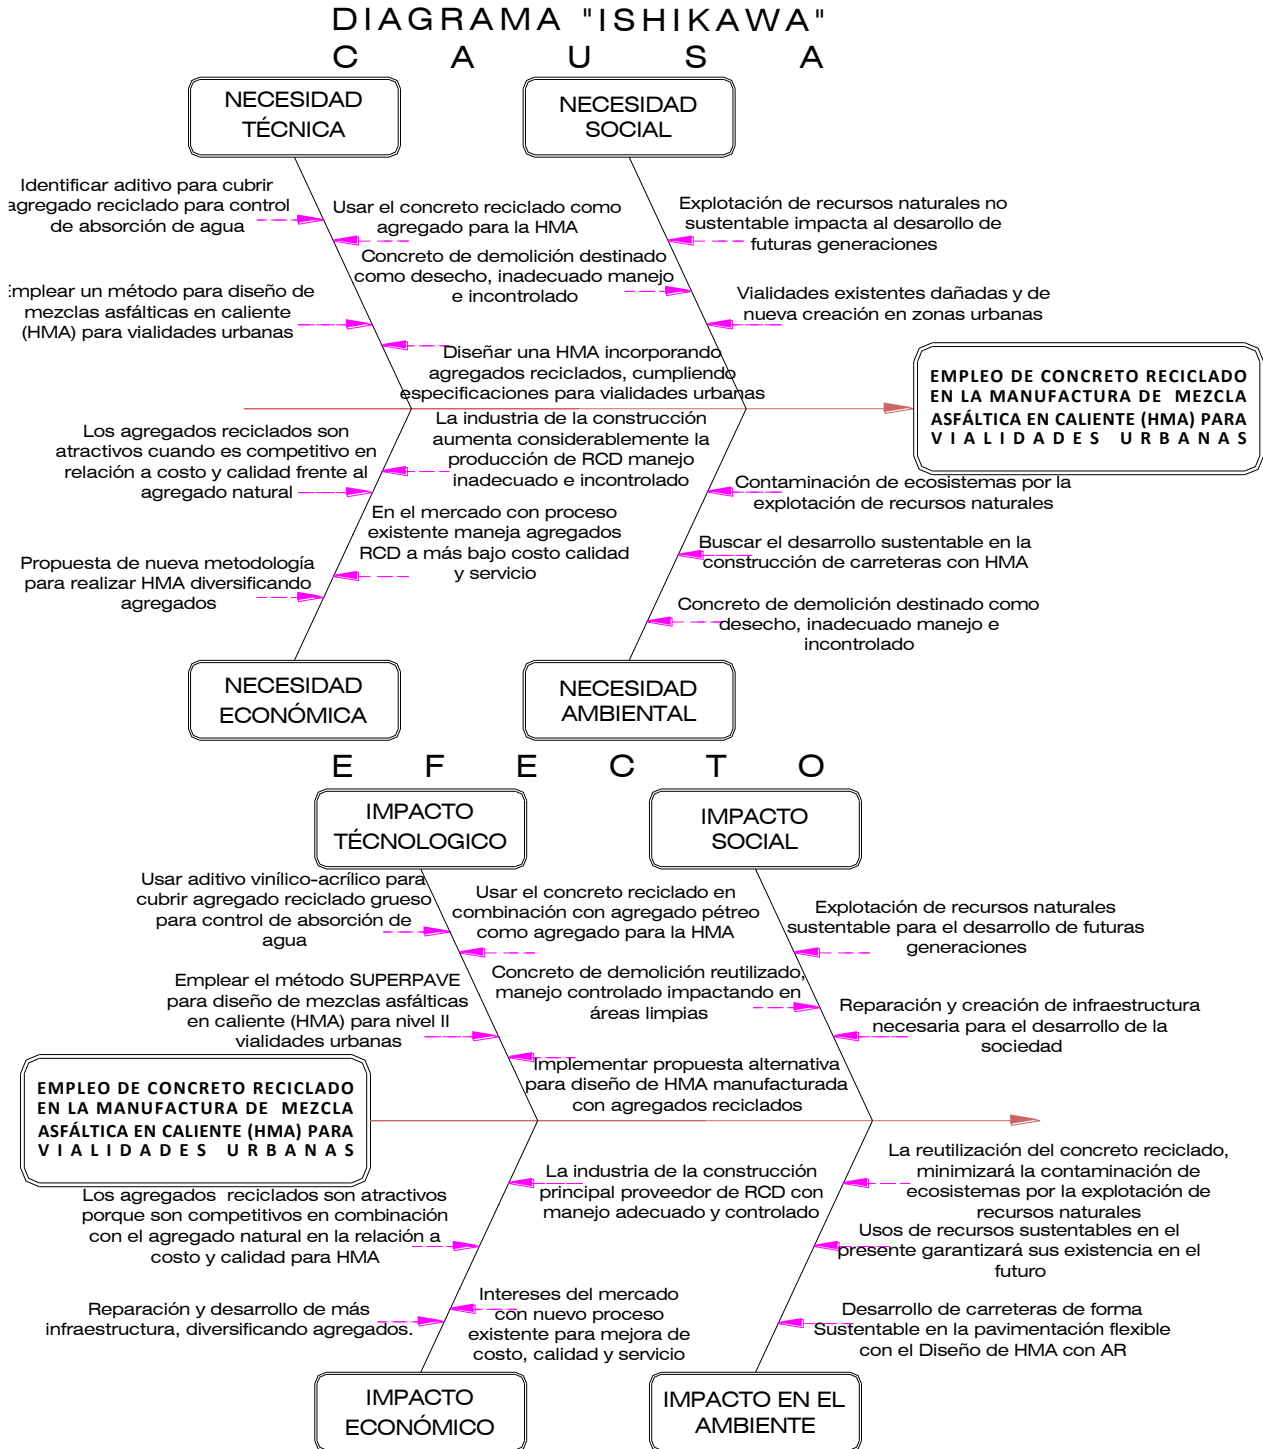 DIAGRAMA "ISHIKAWA"
C A U S A
NECESIDAD
TÉCNICA
NECESIDAD
SOCIAL
Identificar aditivo para cubrir
agregado reciclado para control
de absorción de agua
Usar el concreto reciclado como
agregado para la HMA
Explotación de recursos naturales no
sustentable impacta al desarollo de
futuras generaciones
Concreto de demolición destinado
como desecho, inadecuado manejo
e incontrolado
Emplear un método para diseño de
mezclas asfálticas en caliente
(HMA) para vialidades urbanas
Vialidades existentes dañadas y de
nueva creación en zonas urbanas
Diseñar una HMA incorporando
agregados reciclados, cumpliendo
especificaciones para vialidades urbanas
EMPLEO DE CONCRETO RECICLADO
EN LA MANUFACTURA DE MEZCLA
ASFÁLTICA EN CALIENTE (HMA) PARA
VIALIDADES URBANAS
Los agregados reciclados son
atractivos cuando es competitivo en
relación a costo y calidad frente al
agregado natural
La industria de la construcción
aumenta considerablemente la
producción de RCD manejo
inadecuado e incontrolado
Contaminación de ecosistemas por la
explotación de recursos naturales
En el mercado con proceso
existente maneja agregados
RCD a más bajo costo calidad
y servicio
Buscar el desarrollo sustentable en la
construcción de carreteras con HMA
Propuesta de nueva metodología
para realizar HMA diversificando
agregados
Concreto de demolición destinado como
desecho, inadecuado manejo e
incontrolado
NECESIDAD
ECONÓMICA
NECESIDAD
AMBIENTAL
E F E C T O
IMPACTO
TÉCNOLOGICO
IMPACTO
SOCIAL
Usar aditivo vinílico-acrílico para
cubrir agregado reciclado grueso
para control de absorción de
agua
Usar el concreto reciclado en
combinación con agregado pétreo
como agregado para la HMA
Explotación de recursos naturales
sustentable para el desarrollo de futuras
generaciones
Emplear el método SUPERPAVE
para diseño de mezclas asfálticas
en caliente (HMA) para nivel II
vialidades urbanas
Concreto de demolición reutilizado,
manejo controlado impactando en
áreas limpias
Reparación y creación de infraestructura
necesaria para el desarrollo de la
sociedad
Implementar propuesta alternativa
para diseño de HMA manufacturada
con agregados reciclados
EMPLEO DE CONCRETO RECICLADO
EN LA MANUFACTURA DE MEZCLA
ASFÁLTICA EN CALIENTE (HMA) PARA
VIALIDADES URBANAS
Los agregados reciclados son atractivos
porque son competitivos en combinación
con el agregado natural en la relación a
costo y calidad para HMA
La industria de la construcción
principal proveedor de RCD con
manejo adecuado y controlado
La reutilización del concreto reciclado,
minimizará la contaminación de
ecosistemas por la explotación de
recursos naturales
Usos de recursos sustentables en el
presente garantizará sus existencia en el
futuro
Reparación y desarrollo de más
infraestructura, diversificando agregados.
Intereses del mercado
con nuevo proceso
existente para mejora de
costo, calidad y servicio
Desarrollo de carreteras de forma
Sustentable en la pavimentación flexible
con el Diseño de HMA con AR
IMPACTO
ECONÓMICO
IMPACTO EN EL
AMBIENTE